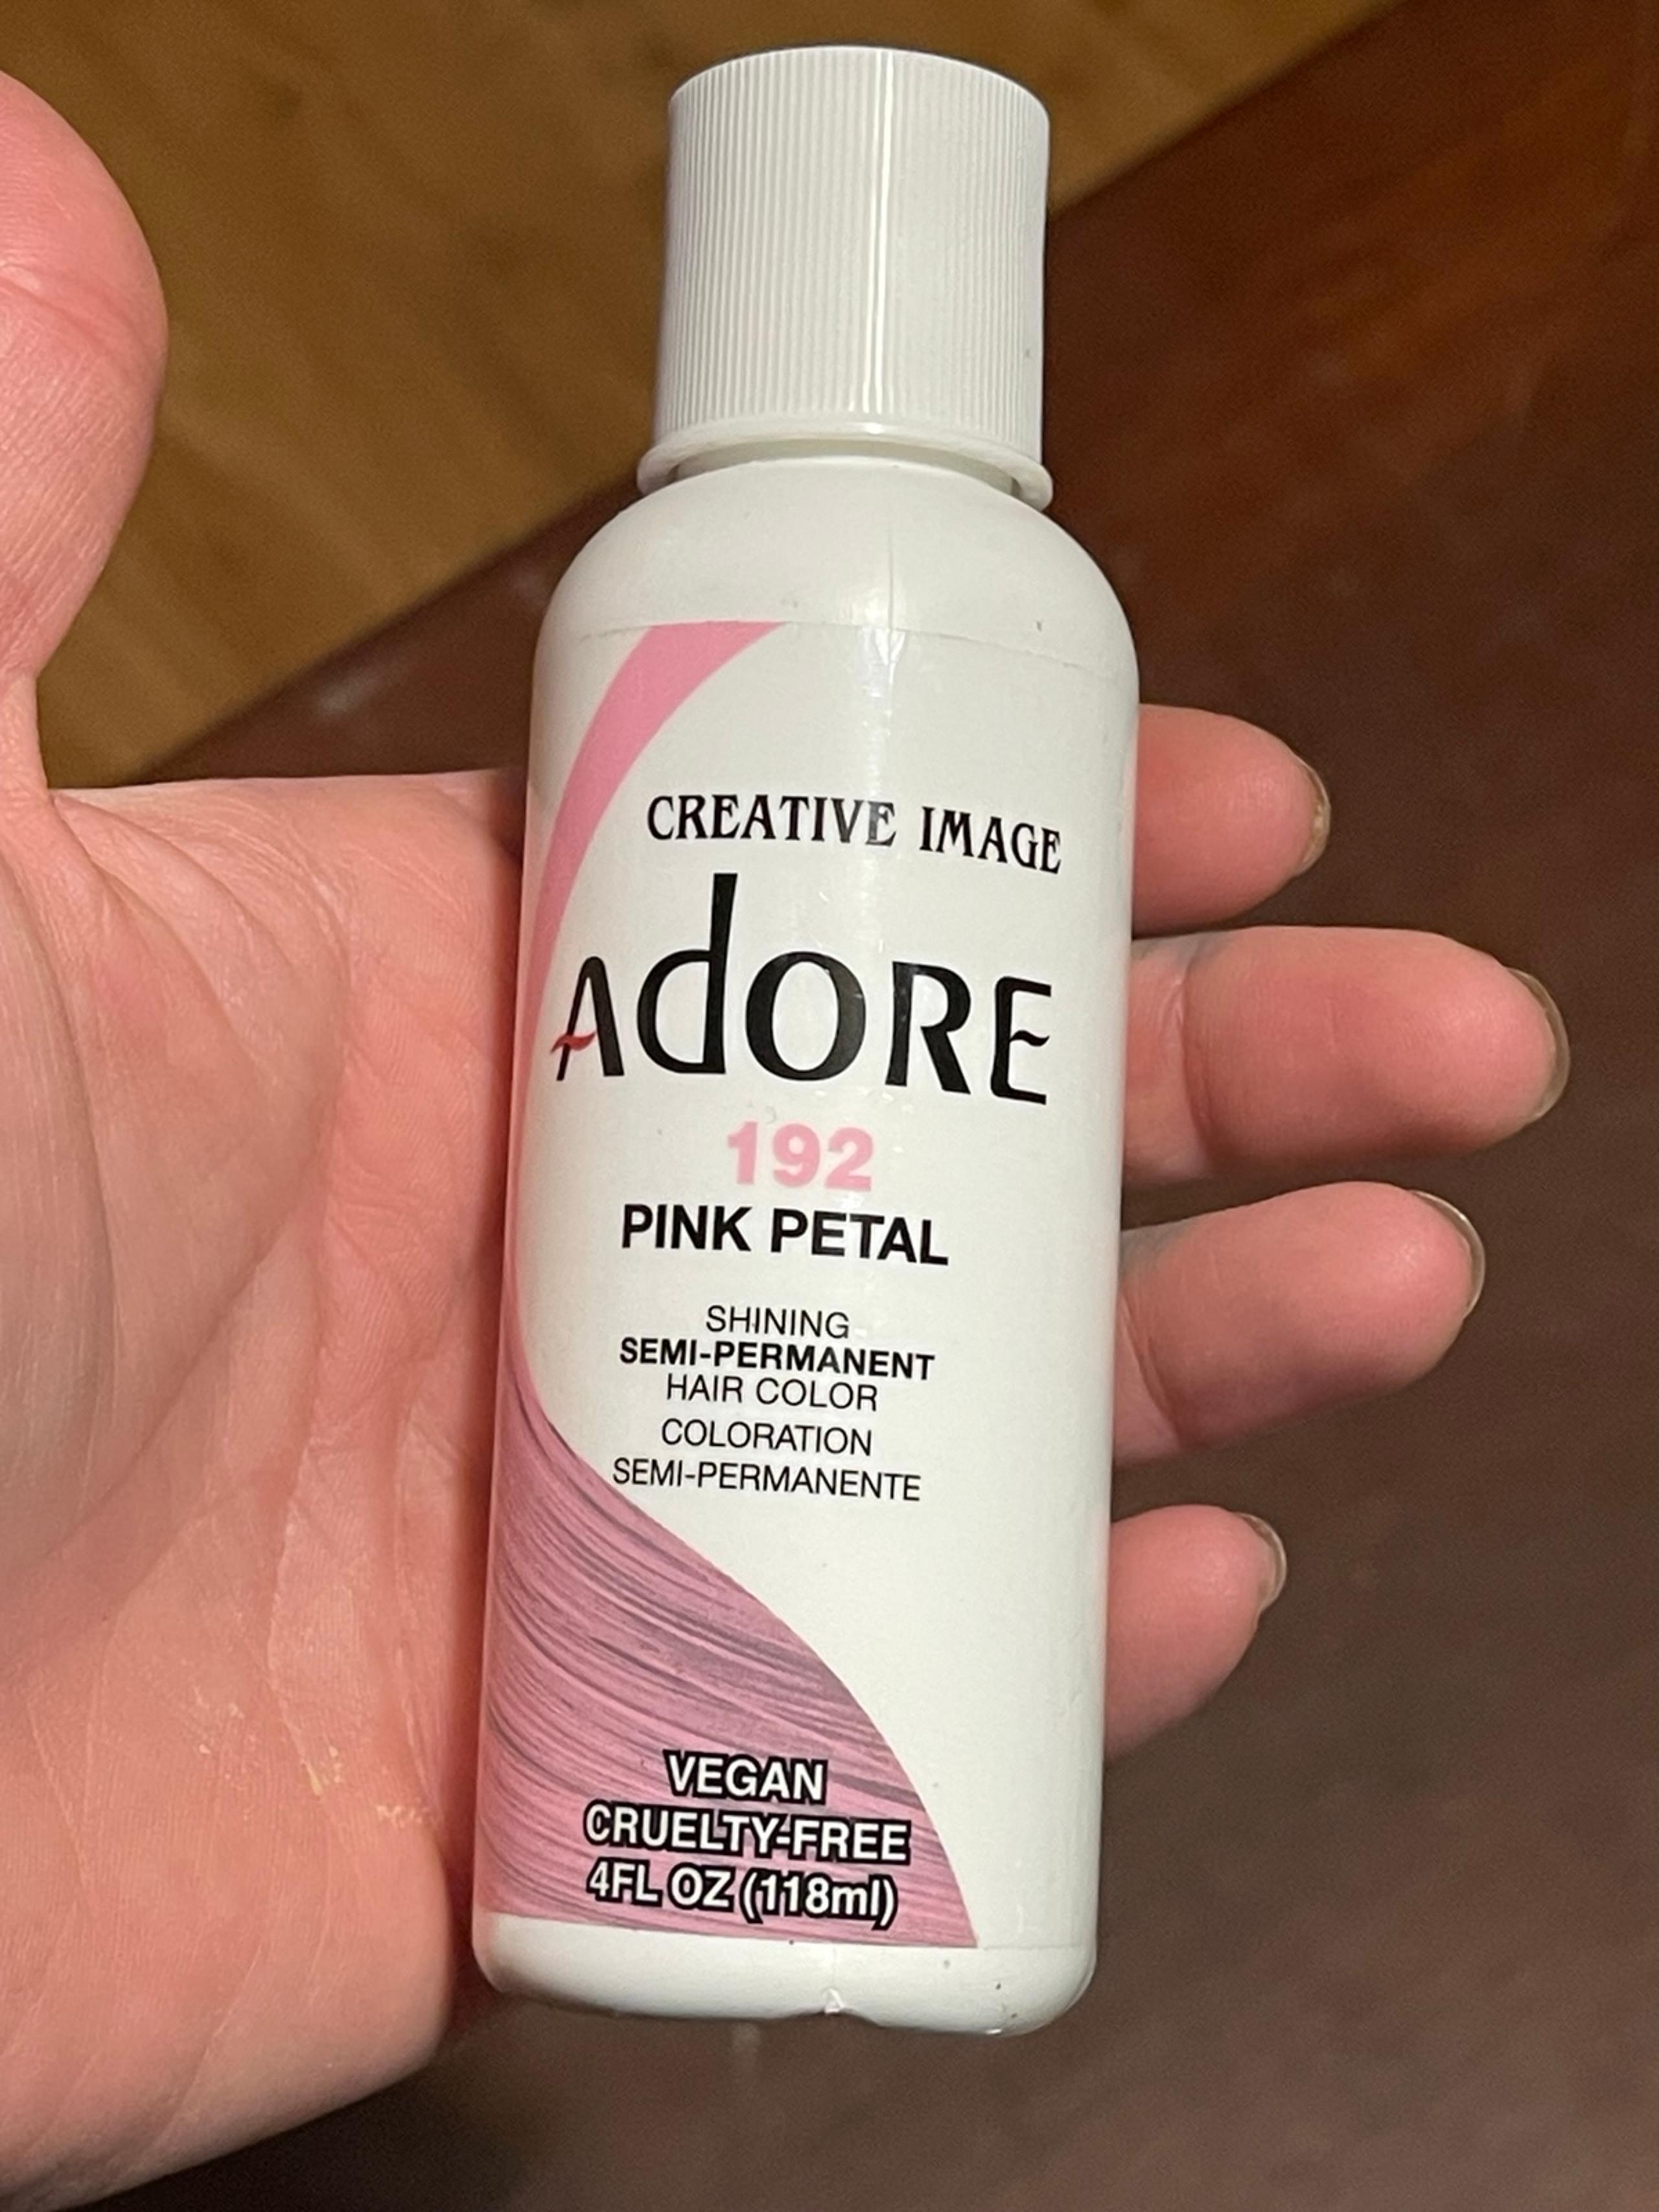 CREATIVE IMAGE
ADORE
192
PINK PETAL
SHINING
SEMI-PERMANENT
HAIR COLOR
COLORATION
SEMI-PERMANENTE
VEGAN
CRUELTY-FREE
4FL OZ (118ml)